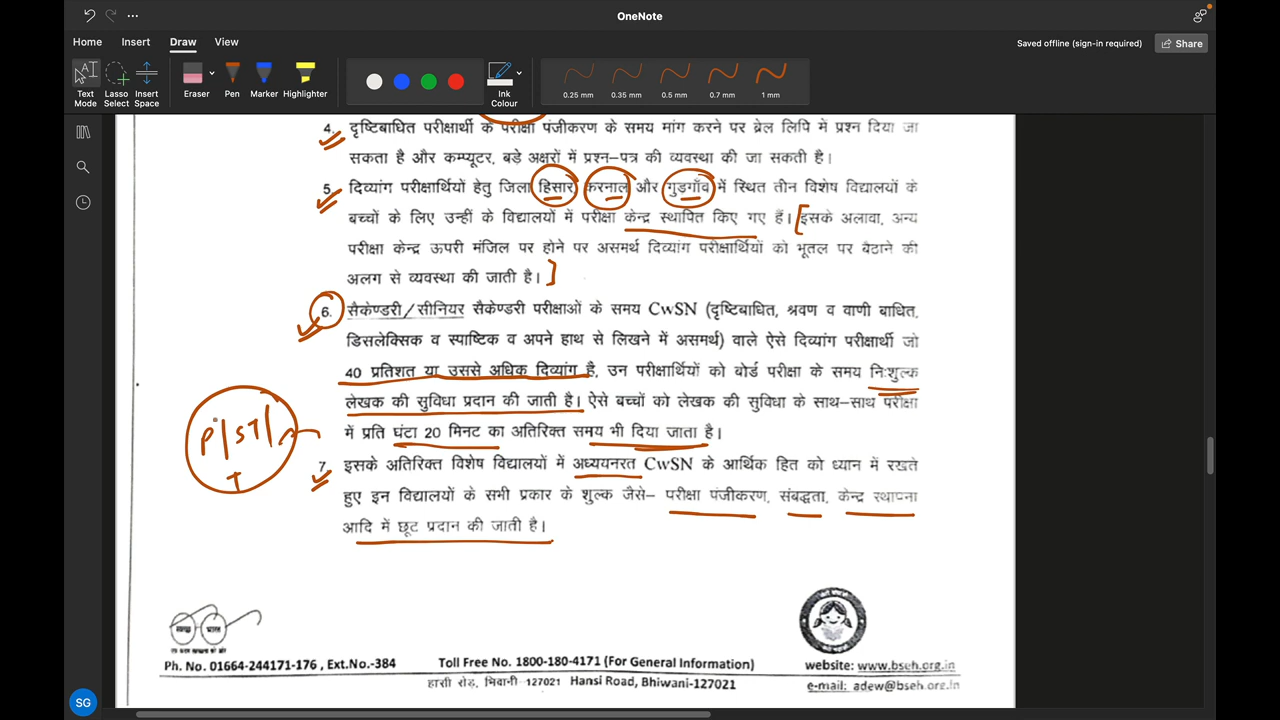 OneNote
Home Insert Draw View
Saved offline (sign-in required) Share
Text Mode
Lasso Select
Insert Space
Eraser
Pen
Marker
Highlighter
Ink Colour
0.25 mm 0.35 mm 0.5 mm 0.7 mm 1 mm
4. दृष्टिबाधित परीक्षार्थी के परीक्षा पंजीकरण के समय मांग करने पर ब्रेल लिपि में प्रश्न दिया जा
सकता है और कम्प्यूटर, बड़े अक्षरों में प्रश्न-पत्र की व्यवस्था की जा सकती है।
5 दिव्यांग परीक्षार्थियों हेतु जिला हिसार करनाल और गुडगाँव में स्थित तीन विशेष विद्यालयों के
बच्चों के लिए उन्हीं के विद्यालयों में परीक्षा केन्द्र स्थापित किए गए हैं। [इसके अलावा, अन्य
परीक्षा केन्द्र ऊपरी मंजिल पर होने पर असमर्थ दिव्यांग परीक्षार्थियों को भूतल पर बैठाने की
अलग से व्यवस्था की जाती है। ]
6. सैकेण्डरी/सीनियर सैकेण्डरी परीक्षाओं के समय CwSN (दृष्टिबाधित, श्रवण व वाणी बाधित,
डिसलेक्सिक व स्पाष्टिक व अपने हाथ से लिखने में असमर्थ) वाले ऐसे दिव्यांग परीक्षार्थी जो
40 प्रतिशत या उससे अधिक दिव्यांग है, उन परीक्षार्थियों को बोर्ड परीक्षा के समय निःशुल्क
लेखक की सुविधा प्रदान की जाती है। ऐसे बच्चों को लेखक की सुविधा के साथ-साथ परीक्षा
में प्रति घंटा 20 मिनट का अतिरिक्त समय भी दिया जाता है।
P/ST/
T
7 इसके अतिरिक्त विशेष विद्यालयों में अध्ययनरत CwSN के आर्थिक हित को ध्यान में रखते
हुए इन विद्यालयों के सभी प्रकार के शुल्क जैसे- परीक्षा पंजीकरण, संबद्धता, केन्द्र स्थापना
आदि में छूट प्रदान की जाती है।
स्वच्छ भारत
Ph. No. 01664-244171-176, Ext.No.-384 Toll Free No. 1800-180-4171 (For General Information) website: www.bseh.org.in
हांसी रोड़, भिवानी-127021 Hansi Road, Bhiwani-127021 e-mail: adew@bseh.org.in
SG